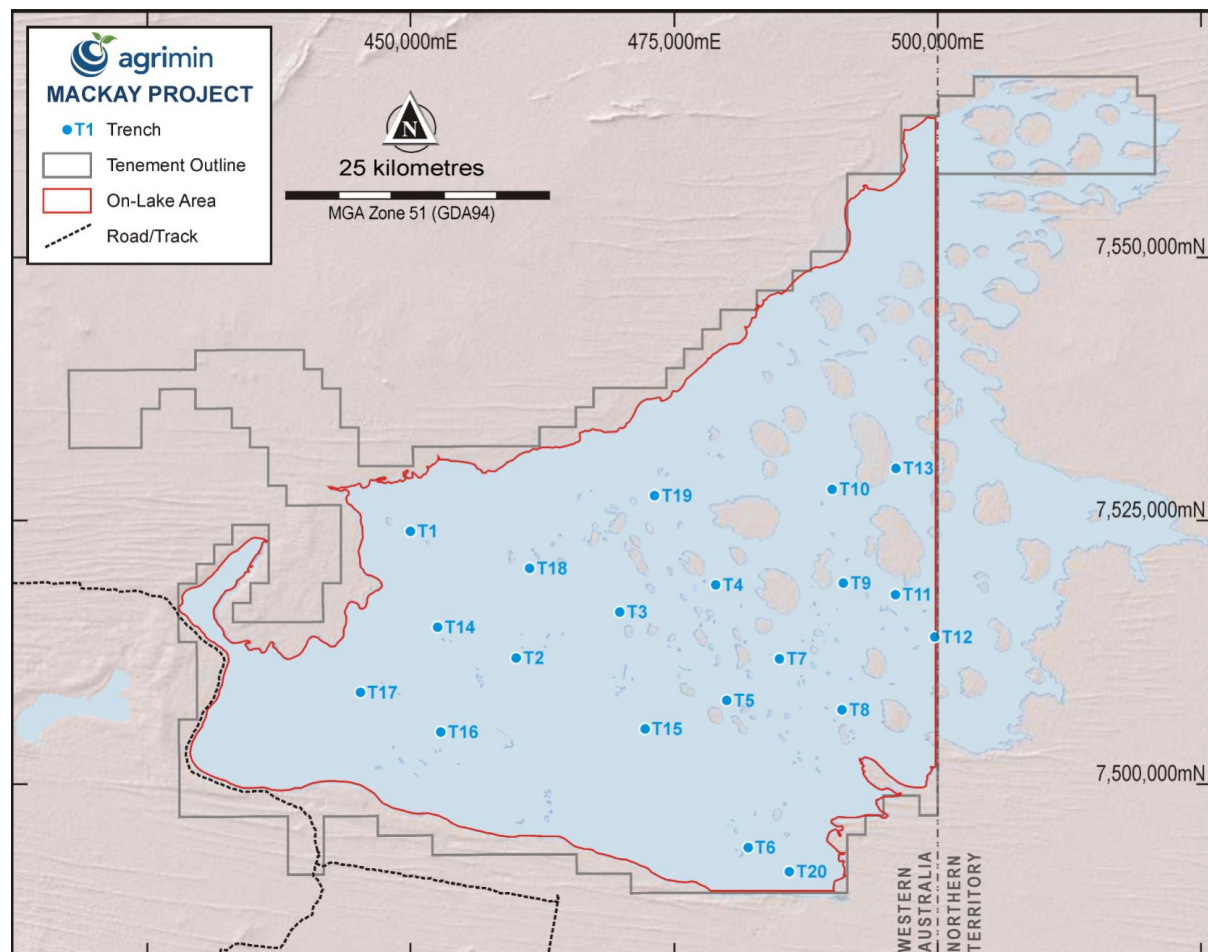 agrimin
MACKAY PROJECT
T1 Trench
Tenement Outline
On-Lake Area
Road/Track
N
25 kilometres
MGA Zone 51 (GDA94)
450,000mE
475,000mE
500,000mE
7,550,000mN
7,525,000mN
7,500,000mN
T13
T10
T19
T1
T18
T4
T9
T11
T3
T14
T12
T2
T7
T17
T5
T8
T15
T16
T6
T20
WESTERN
AUSTRALIA
NORTHERN
TERRITORY